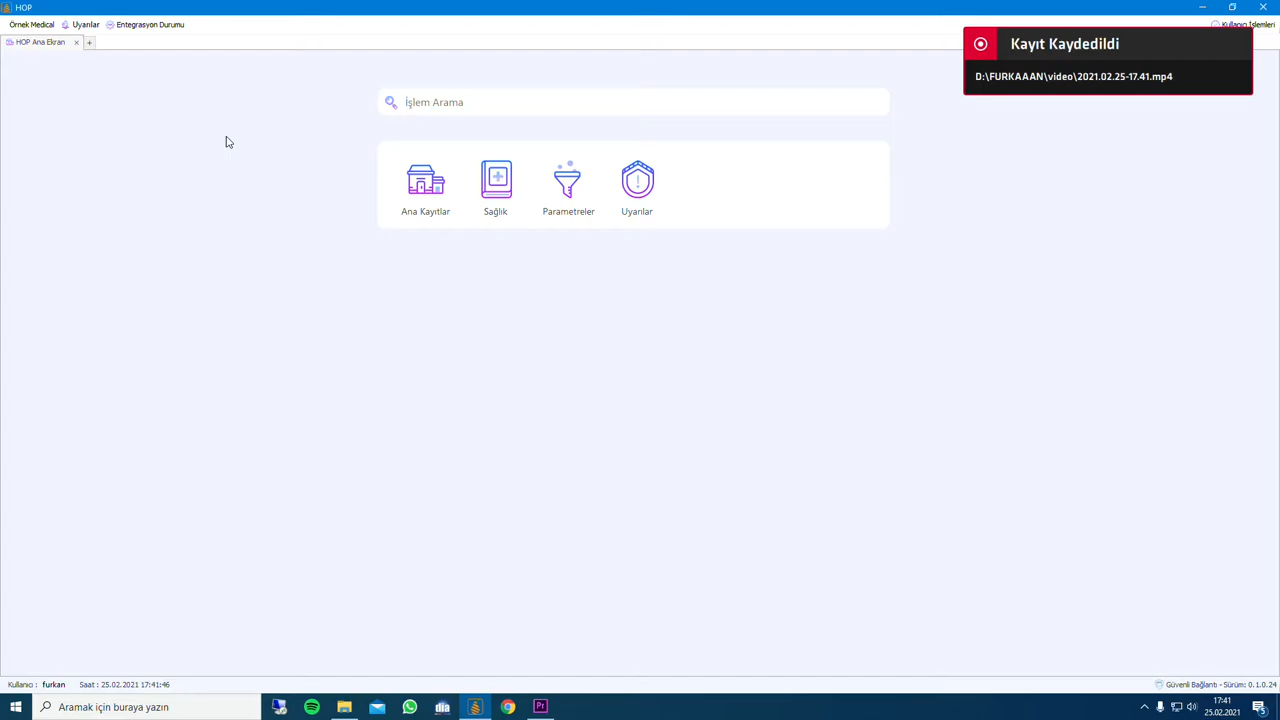 HOP
Örnek Medical Uyarılar Entegrasyon Durumu Kullanıcı İşlemleri
HOP Ana Ekran
Kayıt Kaydedildi
D:\FURKAAAN\video\2021.02.25-17.41.mp4
İşlem Arama
Ana Kayıtlar Sağlık Parametreler Uyarılar
Kullanıcı : furkan Saat : 25.02.2021 17:41:46 Güvenli Bağlantı - Sürüm: 0.1.0.24
Aramak için buraya yazın
17:41
25.02.2021